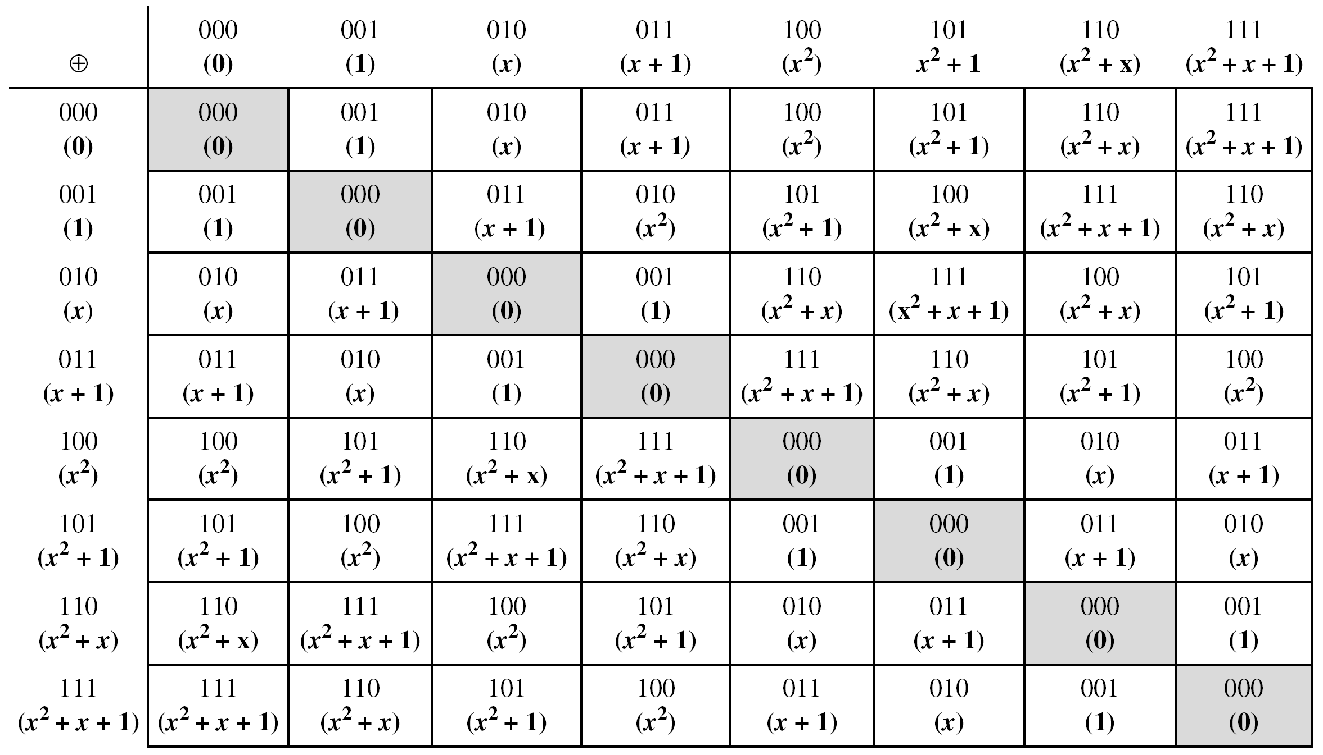 000 001 010 011 100 101 110 111
⊕ (0) (1) (x) (x + 1) (x²) x² + 1 (x² + x) (x² + x + 1)
000 000 001 010 011 100 101 110 111
(0) (0) (1) (x) (x + 1) (x²) (x² + 1) (x² + x) (x² + x + 1)
001 001 000 011 010 101 100 111 110
(1) (1) (0) (x + 1) (x²) (x² + 1) (x² + x) (x² + x + 1) (x² + x)
010 010 011 000 001 110 111 100 101
(x) (x) (x + 1) (0) (1) (x² + x) (x² + x + 1) (x² + x) (x² + 1)
011 011 010 001 000 111 110 101 100
(x + 1) (x + 1) (x) (1) (0) (x² + x + 1) (x² + x) (x² + 1) (x²)
100 100 101 110 111 000 001 010 011
(x²) (x²) (x² + 1) (x² + x) (x² + x + 1) (0) (1) (x) (x + 1)
101 101 100 111 110 001 000 011 010
(x² + 1) (x² + 1) (x²) (x² + x + 1) (x² + x) (1) (0) (x + 1) (x)
110 110 111 100 101 010 011 000 001
(x² + x) (x² + x) (x² + x + 1) (x²) (x² + 1) (x) (x + 1) (0) (1)
111 111 110 101 100 011 010 001 000
(x² + x + 1) (x² + x + 1) (x² + x) (x² + 1) (x²) (x + 1) (x) (1) (0)